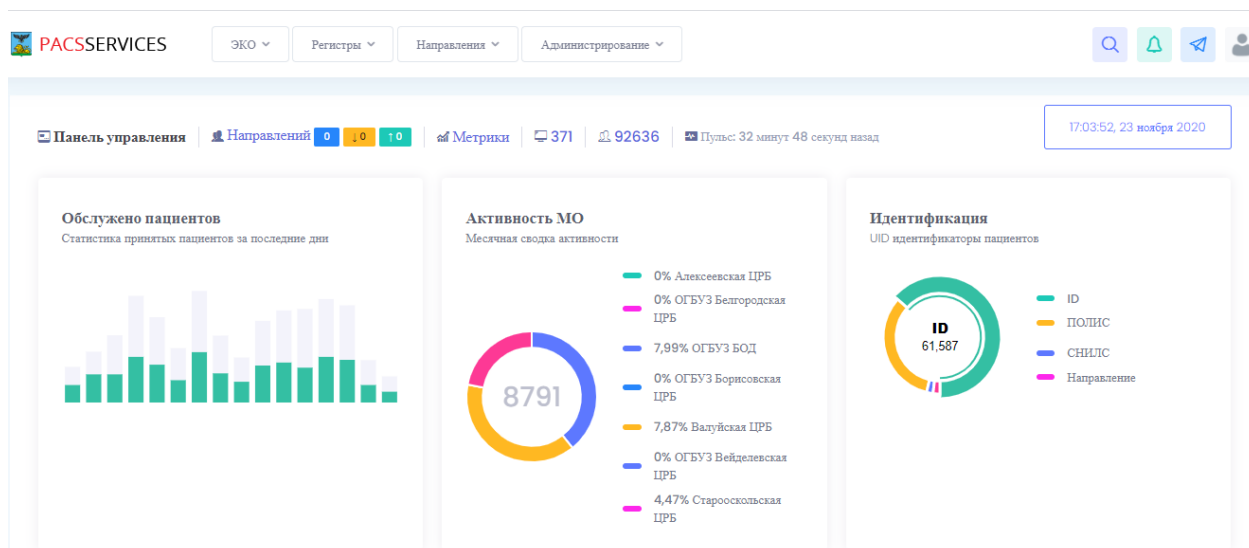 PACSSERVICES
ЭКО
Регистры
Направления
Администрирование
Панель управления
Направлений 0 ↓0 ↑0
Метрики
371
92636
Пульс: 32 минут 48 секунд назад
17:03:52, 23 ноября 2020
Обслужено пациентов
Статистика принятых пациентов за последние дни
Активность МО
Месячная сводка активности
8791
0% Алексеевская ЦРБ
0% ОГБУЗ Белгородская
ЦРБ
7,99% ОГБУЗ БОД
0% ОГБУЗ Борисовская
ЦРБ
7,87% Валуйская ЦРБ
0% ОГБУЗ Вейделевская
ЦРБ
4,47% Старооскольская
ЦРБ
Идентификация
UID идентификаторы пациентов
ID
61,587
ID
ПОЛИС
СНИЛС
Направление